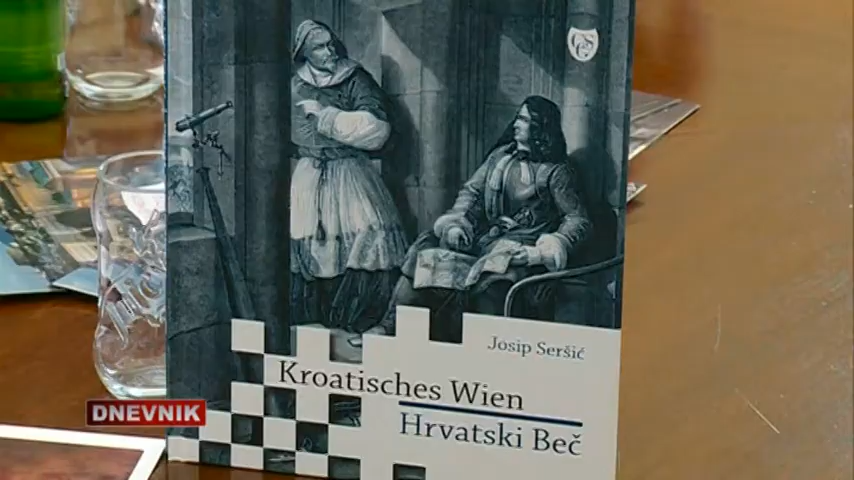 Josip Seršić
Kroatisches Wien
Hrvatski Beč
DNEVNIK